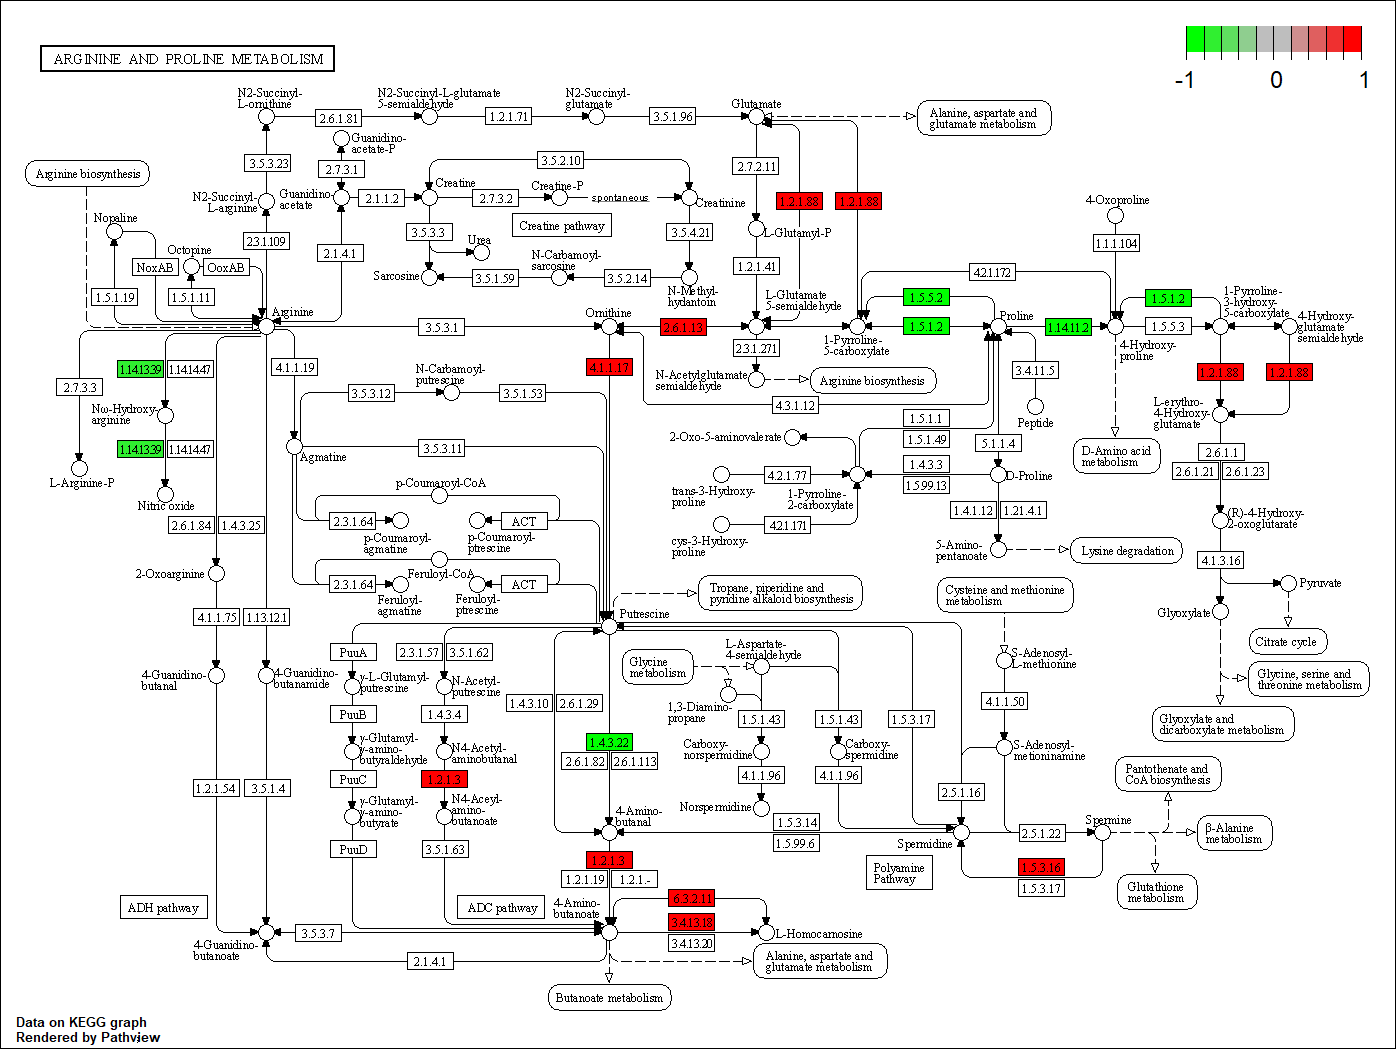 ARGININE AND PROLINE METABOLISM
-1
0
1
N2-Succinyl-
L-ornithine
N2-Succinyl-L-glutamate
5-semialdehyde
N2-Succinyl-
glutamate
Glutamate
2.6.1.81
1.2.1.71
3.5.1.96
Alanine, aspartate and
glutamate metabolism
Guanidino-
acetate-P
3.5.3.23
2.7.3.1
3.5.2.10
2.7.2.11
Arginine biosynthesis
N2-Succinyl-
L-arginine
Guanidino
acetate
2.1.1.2
Creatine
2.7.3.2
Creatine-P
spontaneous
Creatinine
1.2.1.88
1.2.1.88
4-Oxoproline
Nopaline
2.3.1.109
2.1.4.1
3.5.3.3
Urea
Creatine pathway
3.5.4.21
L-Glutamyl-P
1.1.1.104
Octopine
NoxAB
OoxAB
Sarcosine
3.5.1.59
N-Carbamoyl-
sarcosine
3.5.2.14
N-Methyl-
hydantoin
1.2.1.41
4.2.1.172
1.5.1.19
1.5.1.11
L-Glutamate
5-semialdehyde
1.5.5.2
1.5.1.2
1-Pyrroline-
3-hydroxy-
5-carboxylate
Arginine
3.5.3.1
Ornithine
2.6.1.13
1.5.1.2
Proline
1.14.11.2
1.5.5.3
4-Hydroxy-
glutamate
semialdehyde
1-Pyrroline-
5-carboxylate
4-Hydroxy-
proline
2.3.1.271
1.14.13.39
1.14.14.47
4.1.1.19
4.1.1.17
N-Acetylglutamate
semialdehyde
Arginine biosynthesis
3.4.11.5
1.2.1.88
1.2.1.88
2.7.3.3
N-Carbamoyl-
putrescine
3.5.3.12
3.5.1.53
4.3.1.12
Peptide
Nω-Hydroxy-
arginine
L-erythro-
4-Hydroxy-
glutamate
1.5.1.1
1.5.1.49
2-Oxo-5-aminovalerate
5.1.1.4
1.14.13.39
1.14.14.47
Agmatine
3.5.3.11
D-Amino acid
metabolism
2.6.1.1
2.6.1.21
2.6.1.23
1.4.3.3
1.5.99.13
D-Proline
L-Arginine-P
trans-3-Hydroxy-
proline
4.2.1.77
1-Pyrroline-
2-carboxylate
p-Coumaroyl-CoA
Nitric oxide
1.4.1.12
1.21.4.1
(R)-4-Hydroxy-
2-oxoglutarate
2.6.1.84
1.4.3.25
2.3.1.64
ACT
4.2.1.171
p-Coumaroyl-
agmatine
p-Coumaroyl-
ptrescine
cys-3-Hydroxy-
proline
5-Amino-
pentanoate
Lysine degradation
4.1.3.16
2-Oxoarginine
Feruloyl-CoA
2.3.1.64
ACT
Feruloyl-
agmatine
Feruloyl-
ptrescine
Tropane, piperidine and
pyridine alkaloid biosynthesis
Cysteine and methionine
metabolism
Pyruvate
Glyoxylate
4.1.1.75
1.13.12.1
Putrescine
Citrate cycle
PuuA
2.3.1.57
3.5.1.62
Glycine
metabolism
L-Aspartate-
4-semialdehyde
S-Adenosyl-
L-methionine
4-Guanidino-
butanal
4-Guanidino-
butanamide
γ-L-Glutamyl-
putrescine
N-Acetyl-
putrescine
Glycine, serine and
threonine metabolism
1.4.3.10
2.6.1.29
1,3-Diamino-
propane
4.1.1.50
PuuB
1.4.3.4
1.5.1.43
1.5.1.43
1.5.3.17
Glyoxylate and
dicarboxylate metabolism
γ-Glutamyl-
γ-amino-
butyraldehyde
N4-Acetyl-
aminobutanal
1.4.3.22
2.6.1.82
2.6.1.113
Carboxy-
norspermidine
Carboxy-
spermidine
S-Adenosyl-
metioninamine
PuuC
1.2.1.3
4.1.1.96
4.1.1.96
Pantothenate and
CoA biosynthesis
1.2.1.54
3.5.1.4
γ-Glutamyl-
γ-amino-
butyrate
N4-Aceyl-
amino-
butanoate
4-Amino-
butanal
Norspermidine
2.5.1.16
1.5.3.14
1.5.99.6
Spermidine
2.5.1.22
Spermine
β-Alanine
metabolism
PuuD
3.5.1.63
1.2.1.3
1.2.1.19
1.2.1.-
Polyamine
Pathway
1.5.3.16
1.5.3.17
Glutathione
metabolism
ADH pathway
ADC pathway
4-Amino-
butanoate
6.3.2.11
3.4.13.18
3.4.13.20
L-Homocarnosine
4-Guanidino-
butanoate
3.5.3.7
2.1.4.1
Alanine, aspartate and
glutamate metabolism
Butanoate metabolism
Data on KEGG graph
Rendered by Pathview